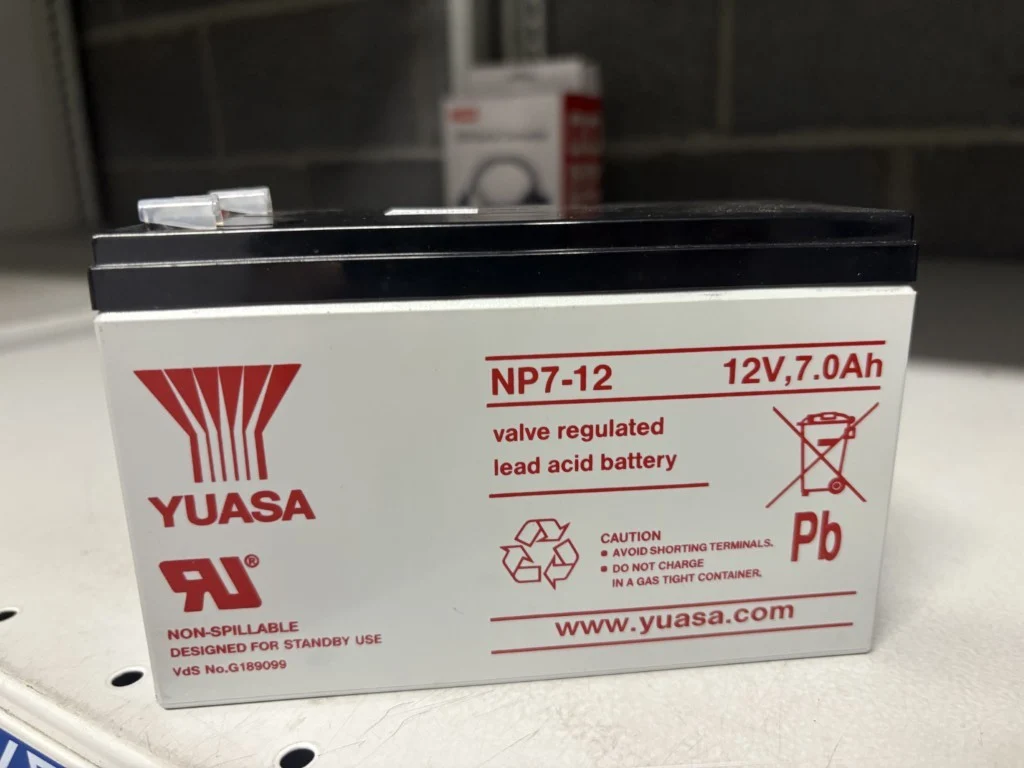 NP7-12 12V,7.0Ah
valve regulated
lead acid battery
YUASA
Pb
CAUTION
• AVOID SHORTING TERMINALS.
• DO NOT CHARGE
IN A GAS TIGHT CONTAINER.
RU®
www.yuasa.com
NON-SPILLABLE
DESIGNED FOR STANDBY USE
VdS No.G189099